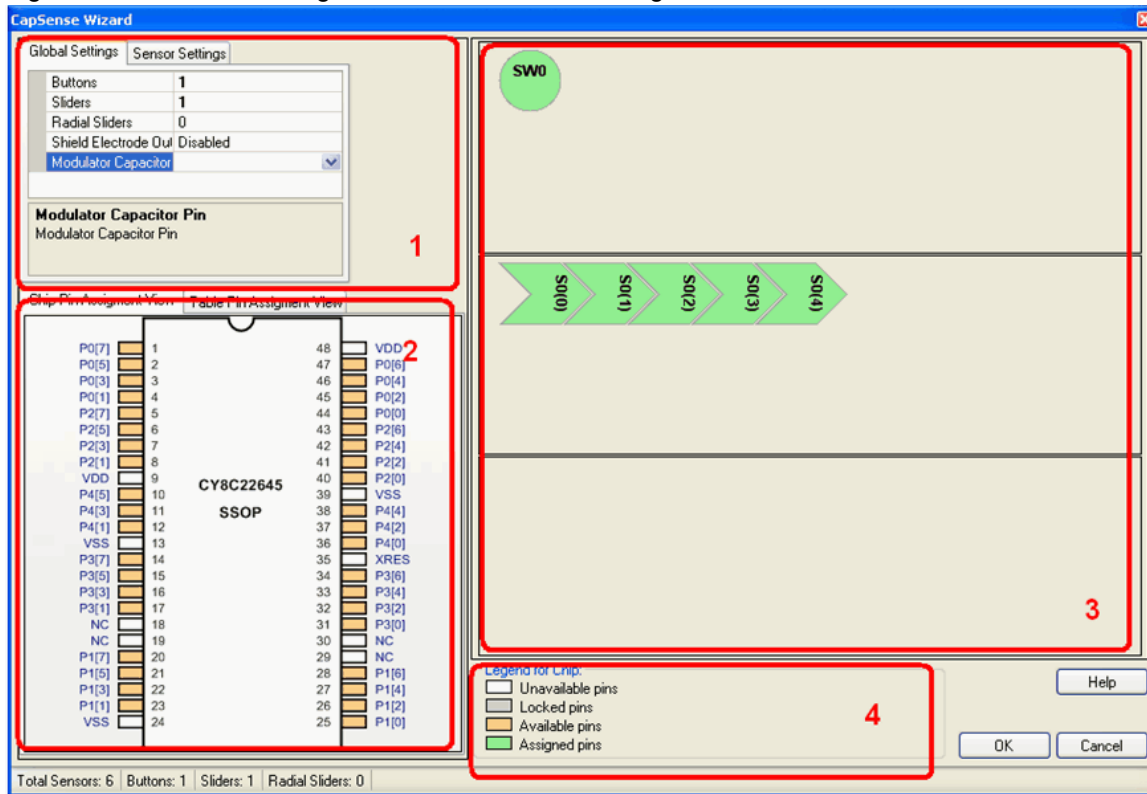 CapSense Wizard
Global Settings Sensor Settings
Buttons 1
Sliders 1
Radial Sliders 0
Shield Electrode Out Disabled
Modulator Capacitor
Modulator Capacitor Pin
Modulator Capacitor Pin
1
Chip Pin Assigment View Table Pin Assigment View
2
P0[7] 1 48 VDD
P0[5] 2 47 P0[6]
P0[3] 3 46 P0[4]
P0[1] 4 45 P0[2]
P2[7] 5 44 P0[0]
P2[5] 6 43 P2[6]
P2[3] 7 42 P2[4]
P2[1] 8 41 P2[2]
VDD 9 40 P2[0]
P4[5] 10 39 VSS
P4[3] 11 38 P4[4]
P4[1] 12 37 P4[2]
VSS 13 36 P4[0]
P3[7] 14 35 XRES
P3[5] 15 34 P3[6]
P3[3] 16 33 P3[4]
P3[1] 17 32 P3[2]
NC 18 31 P3[0]
NC 19 30 NC
P1[7] 20 29 NC
P1[5] 21 28 P1[6]
P1[3] 22 27 P1[4]
P1[1] 23 26 P1[2]
VSS 24 25 P1[0]
CY8C22645
SSOP
SW0
S0(0) S0(1) S0(2) S0(3) S0(4)
3
Legend for Chip:
Unavailable pins
Locked pins
Available pins
Assigned pins
4
Help
OK Cancel
Total Sensors: 6 Buttons: 1 Sliders: 1 Radial Sliders: 0